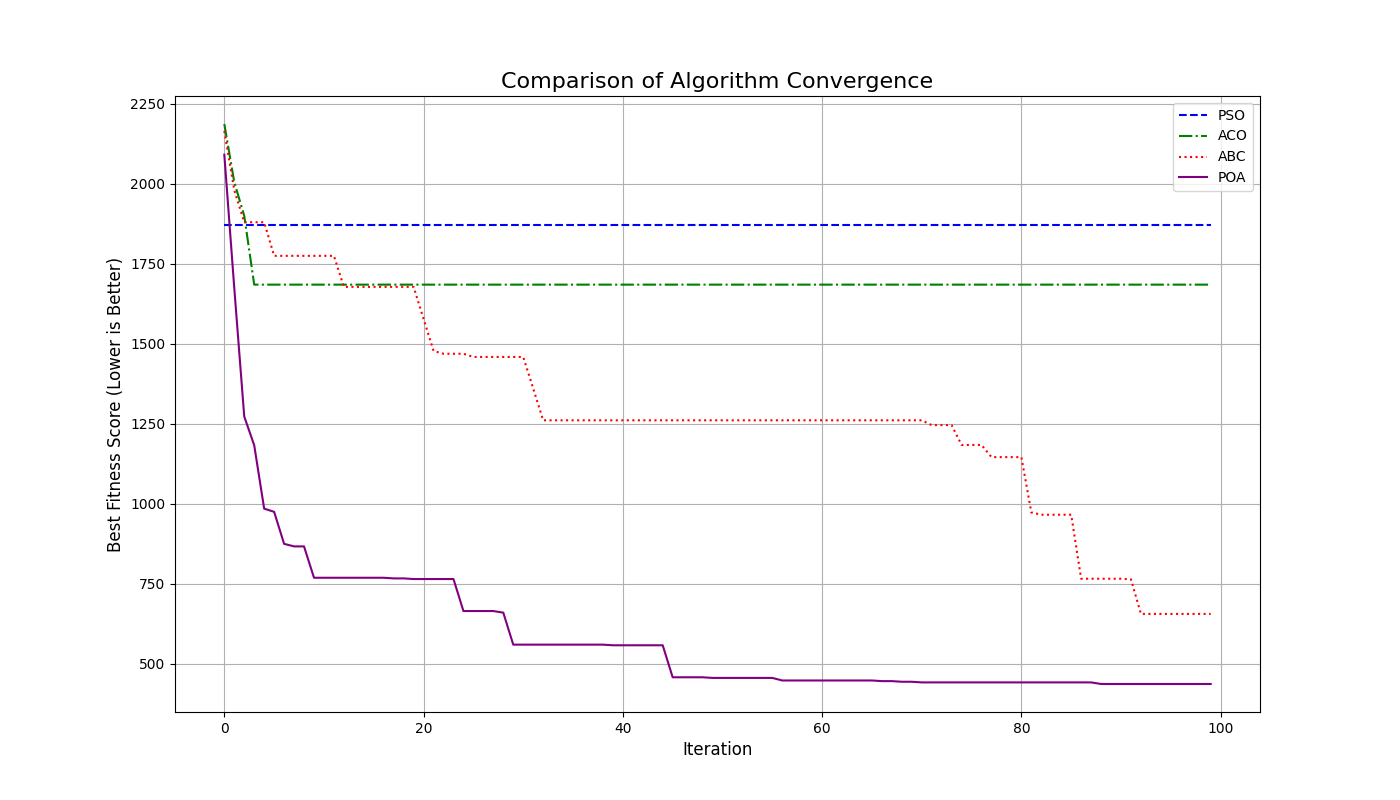 Comparison of Algorithm Convergence
Best Fitness Score (Lower is Better)
2250
2000
1750
1500
1250
1000
750
500
PSO
ACO
ABC
POA
0
20
40
60
80
100
Iteration